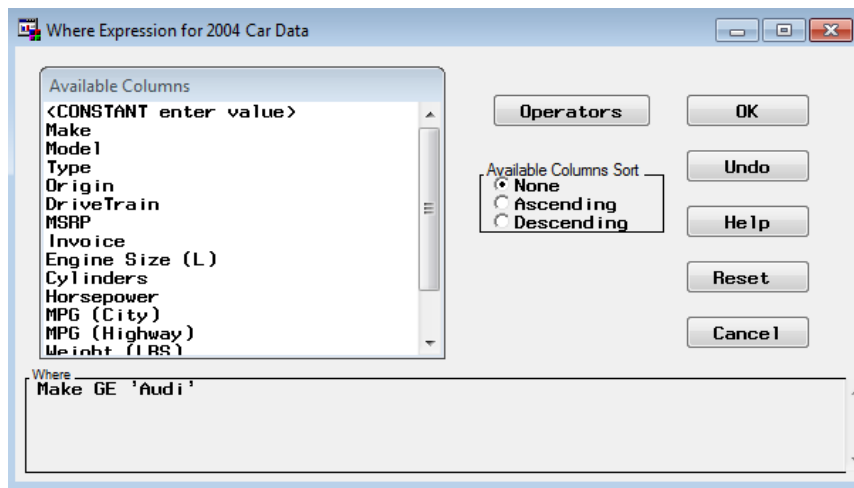 Where Expression for 2004 Car Data
Available Columns
<CONSTANT enter value>
Make
Model
Type
Origin
DriveTrain
MSRP
Invoice
Engine Size (L)
Cylinders
Horsepower
MPG (City)
MPG (Highway)
Weight (LBS)
Operators
Available Columns Sort
None
Ascending
Descending
OK
Undo
Help
Reset
Cancel
Where
Make GE 'Audi'